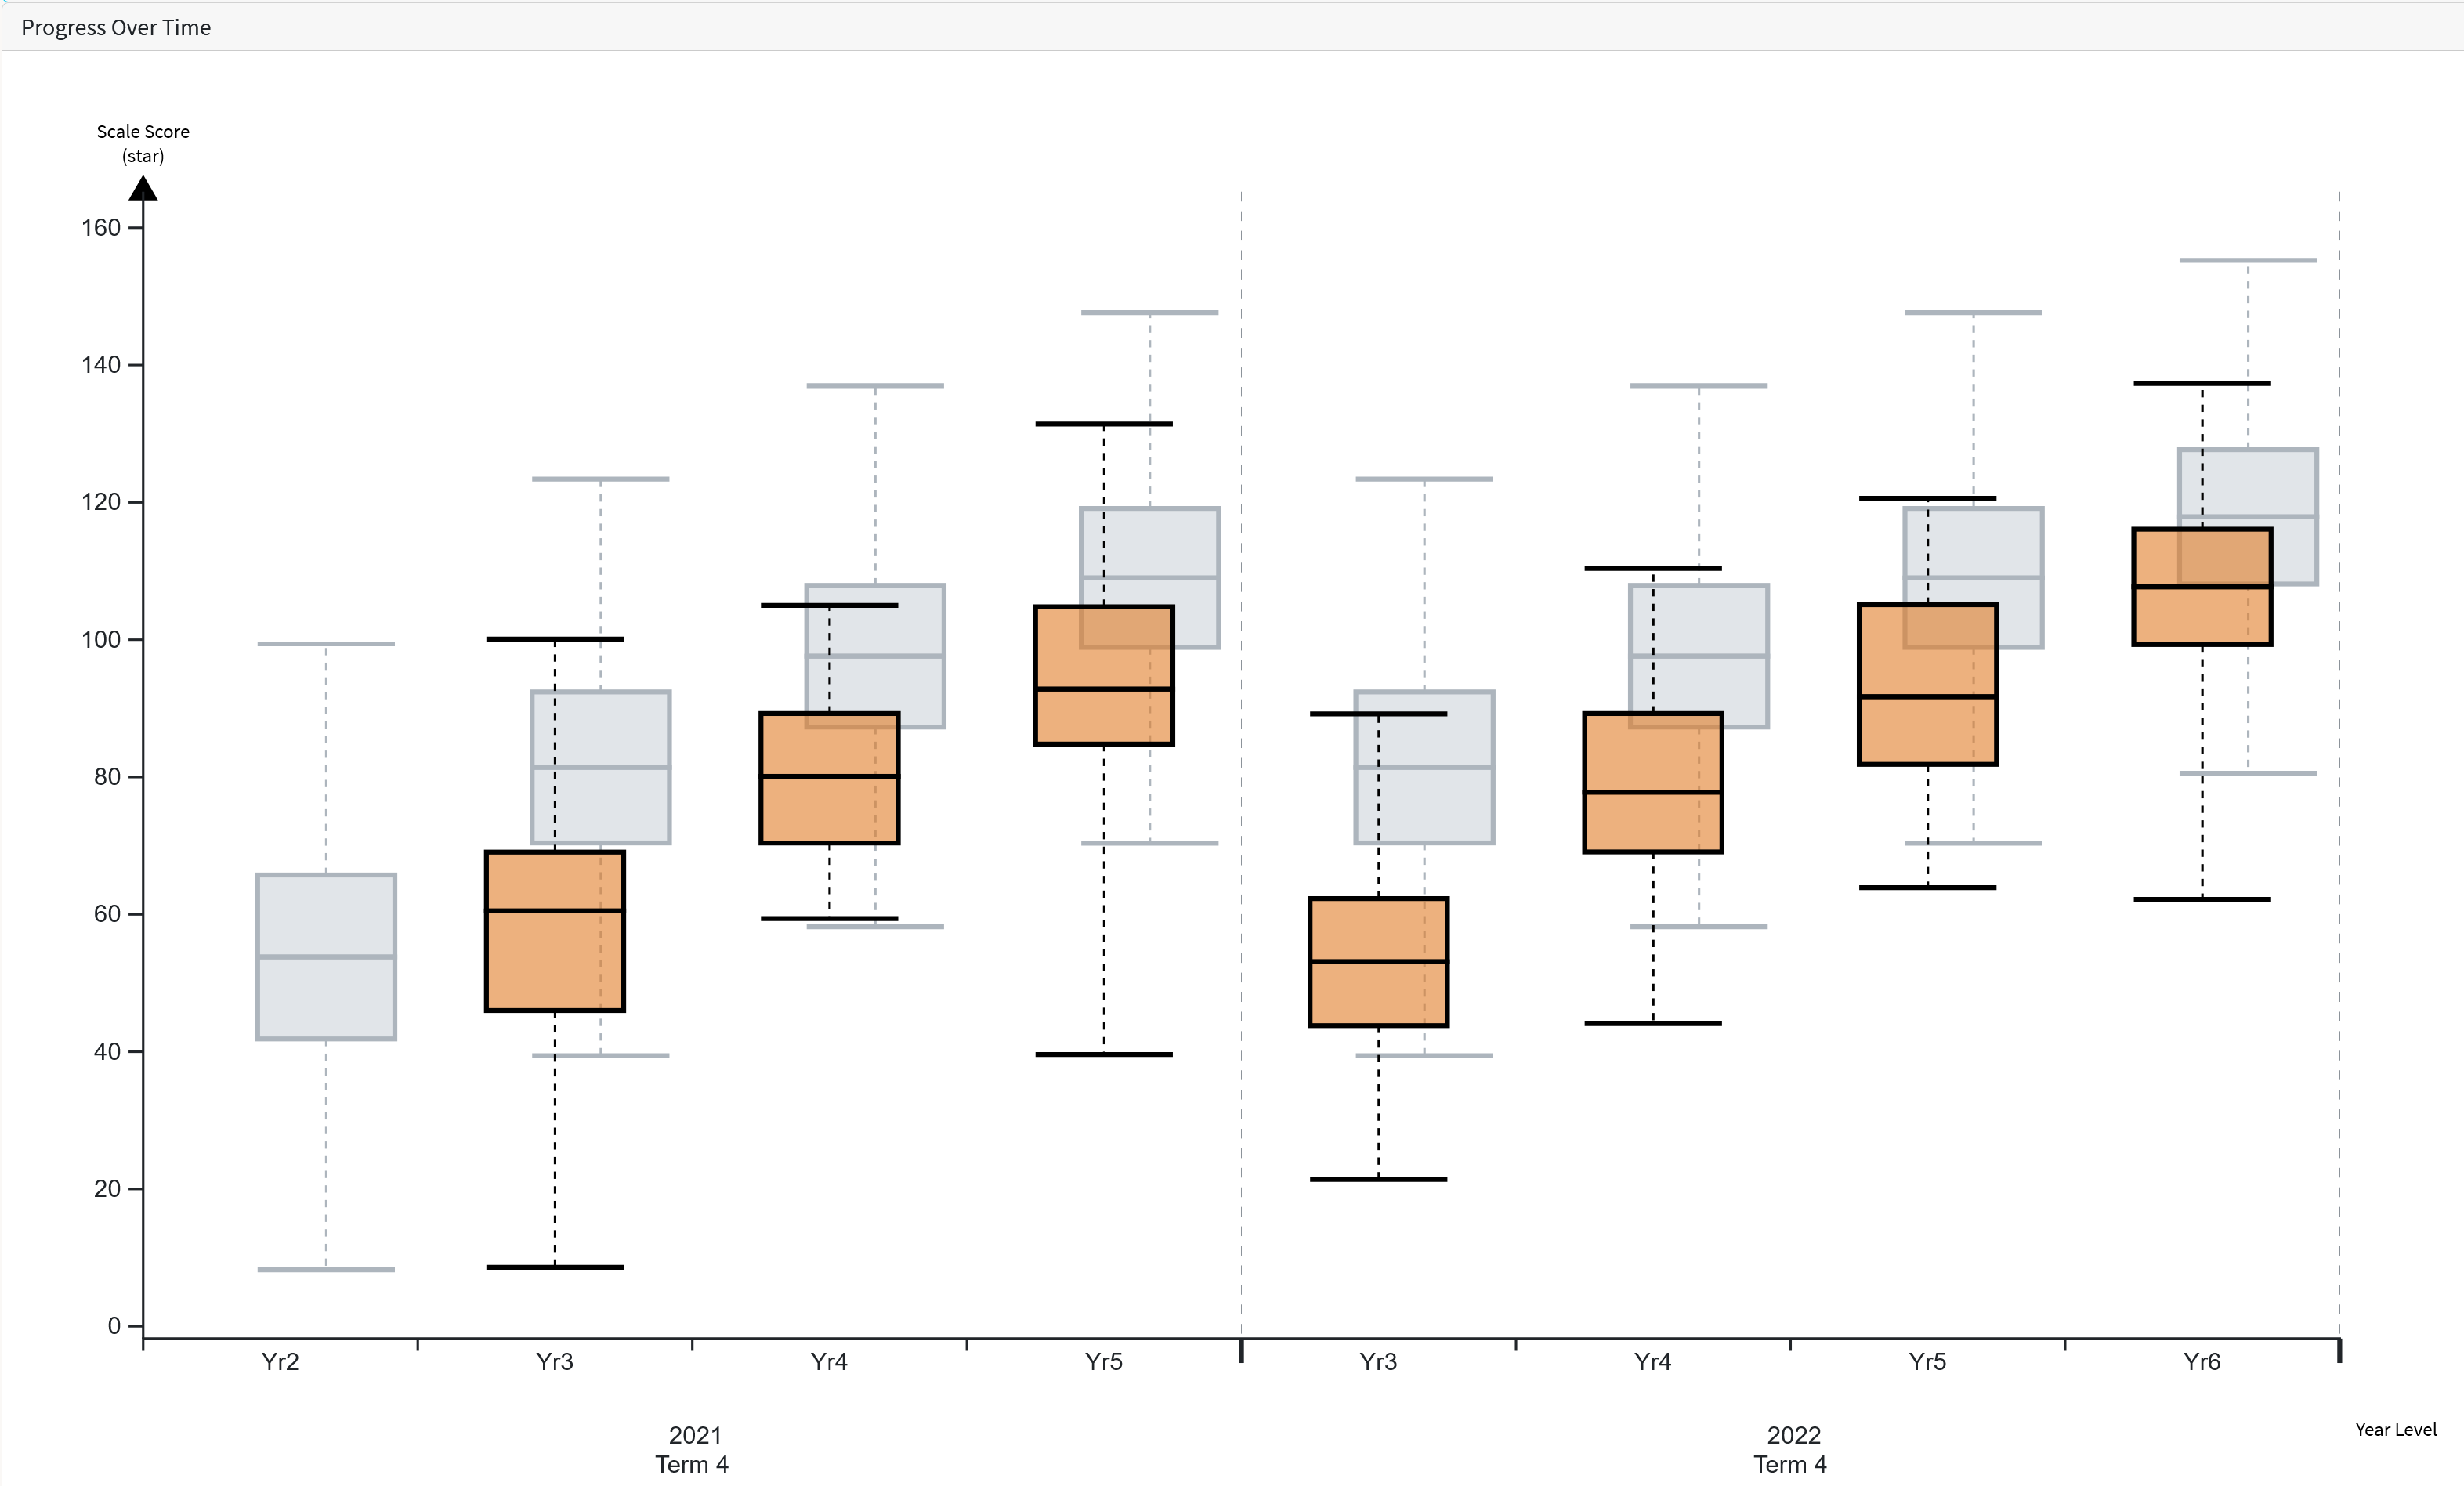 Progress Over Time
Scale Score
(star)
160
140
120
100
80
60
40
20
0
Yr2 Yr3 Yr4 Yr5 Yr3 Yr4 Yr5 Yr6
2021 2022
Term 4 Term 4
Year Level